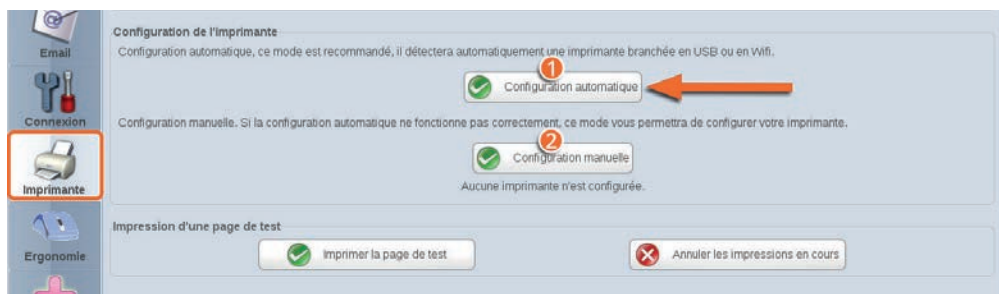 Email
Connexion
Imprimante
Ergonomie
Configuration de l'imprimante
Configuration automatique, ce mode est recommandé, il détectera automatiquement une imprimante branchée en USB ou en Wifi.
1
Configuration automatique
Configuration manuelle. Si la configuration automatique ne fonctionne pas correctement, ce mode vous permettra de configurer votre imprimante.
2
Configuration manuelle
Aucune imprimante n'est configurée.
Impression d'une page de test
Imprimer la page de test
Annuler les impressions en cours